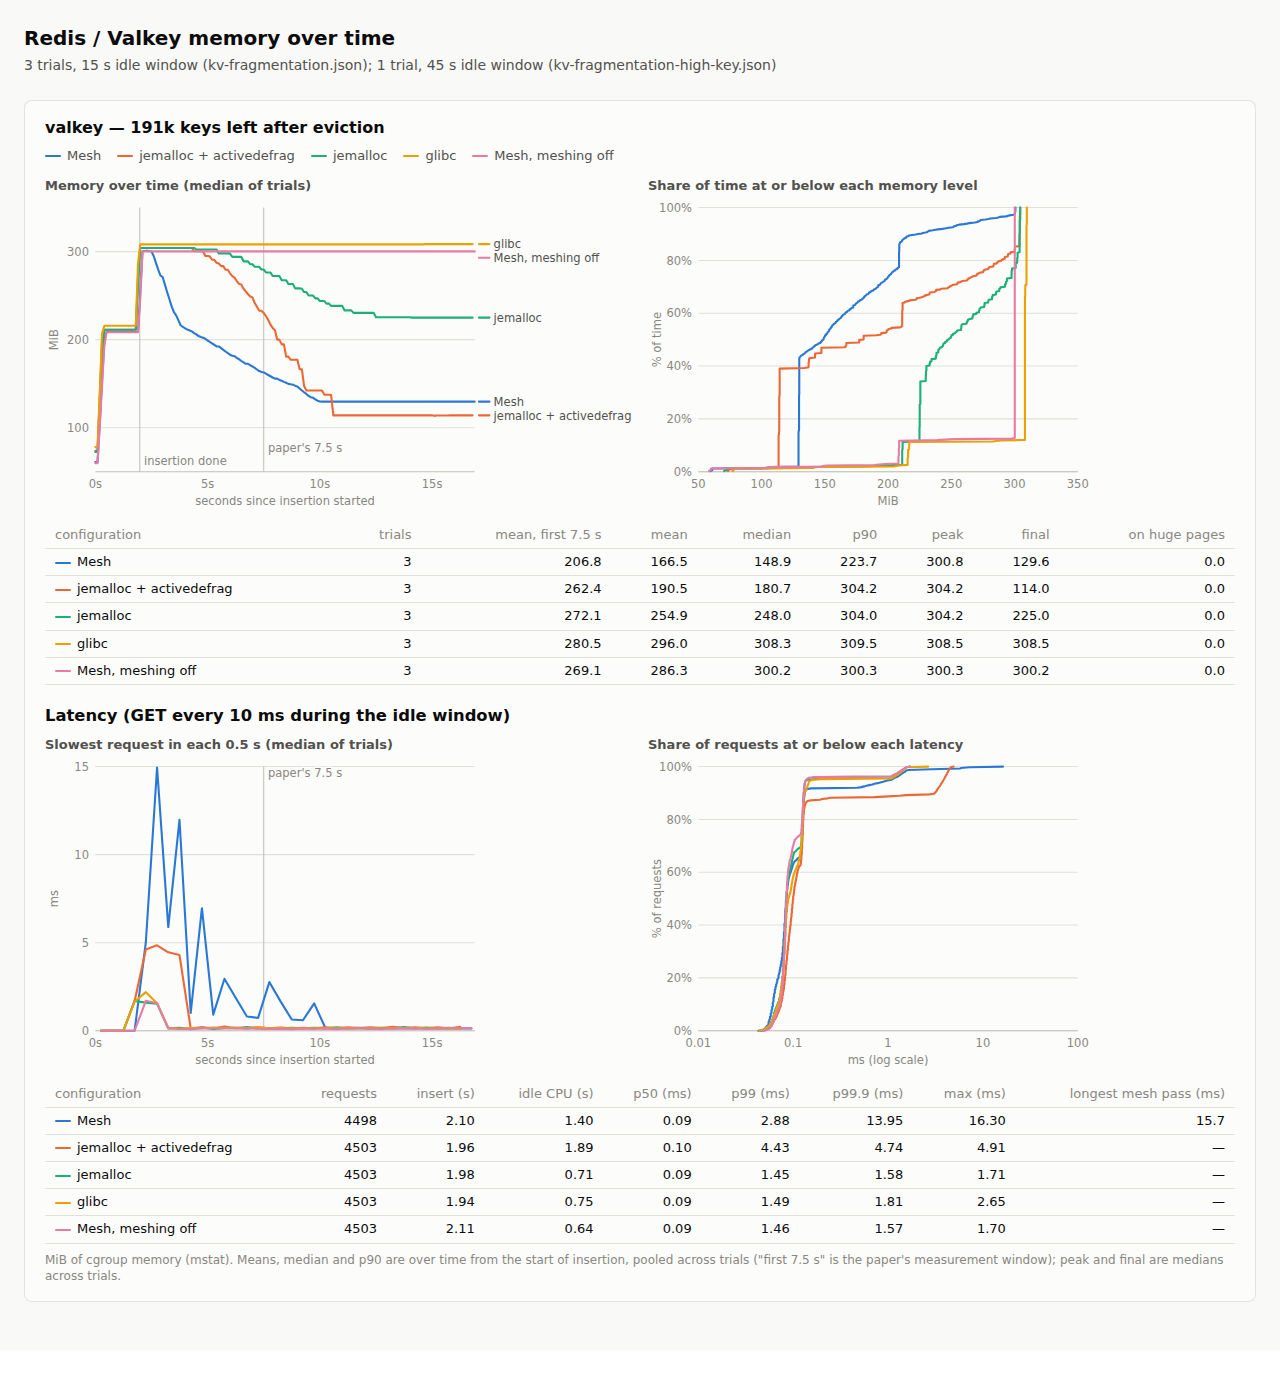 Redis / Valkey memory over time
3 trials, 15 s idle window (kv-fragmentation.json); 1 trial, 45 s idle window (kv-fragmentation-high-key.json)
valkey — 191k keys left after eviction
Mesh jemalloc + activedefrag jemalloc glibc Mesh, meshing off
Memory over time (median of trials)
300
200
100
MiB
glibc
Mesh, meshing off
jemalloc
Mesh
jemalloc + activedefrag
paper's 7.5 s
insertion done
0s 5s 10s 15s
seconds since insertion started
Share of time at or below each memory level
100%
80%
60%
40%
20%
0%
% of time
50 100 150 200 250 300 350
MiB
configuration trials mean, first 7.5 s mean median p90 peak final on huge pages
Mesh 3 206.8 166.5 148.9 223.7 300.8 129.6 0.0
jemalloc + activedefrag 3 262.4 190.5 180.7 304.2 304.2 114.0 0.0
jemalloc 3 272.1 254.9 248.0 304.0 304.2 225.0 0.0
glibc 3 280.5 296.0 308.3 309.5 308.5 308.5 0.0
Mesh, meshing off 3 269.1 286.3 300.2 300.3 300.3 300.2 0.0
Latency (GET every 10 ms during the idle window)
Slowest request in each 0.5 s (median of trials)
15
10
5
0
ms
paper's 7.5 s
0s 5s 10s 15s
seconds since insertion started
Share of requests at or below each latency
100%
80%
60%
40%
20%
0%
% of requests
0.01 0.1 1 10 100
ms (log scale)
configuration requests insert (s) idle CPU (s) p50 (ms) p99 (ms) p99.9 (ms) max (ms) longest mesh pass (ms)
Mesh 4498 2.10 1.40 0.09 2.88 13.95 16.30 15.7
jemalloc + activedefrag 4503 1.96 1.89 0.10 4.43 4.74 4.91 —
jemalloc 4503 1.98 0.71 0.09 1.45 1.58 1.71 —
glibc 4503 1.94 0.75 0.09 1.49 1.81 2.65 —
Mesh, meshing off 4503 2.11 0.64 0.09 1.46 1.57 1.70 —
MiB of cgroup memory (mstat). Means, median and p90 are over time from the start of insertion, pooled across trials ("first 7.5 s" is the paper's measurement window); peak and final are medians
across trials.